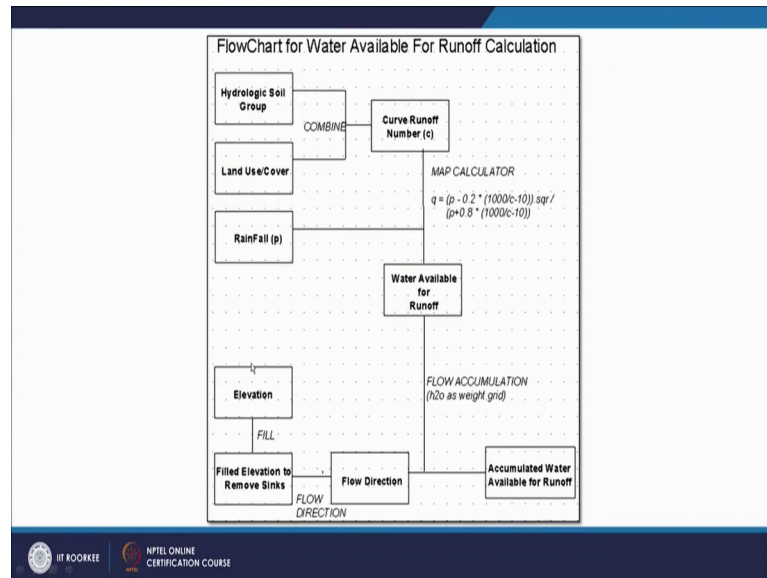 FlowChart for Water Available For Runoff Calculation
Hydrologic Soil
Group
COMBINE
Curve Runoff
Number (c)
Land Use/Cover
MAP CALCULATOR
q = (p - 0.2 * (1000/c-10)).sqr /
(p+0.8 * (1000/c-10))
RainFall (p)
Water Available
for
Runoff
Elevation
FLOW ACCUMULATION
(h2o as weight grid)
FILL
Filled Elevation to
Remove Sinks
FLOW
DIRECTION
Flow Direction
Accumulated Water
Available for Runoff
IIT ROORKEE
NPTEL ONLINE
CERTIFICATION COURSE